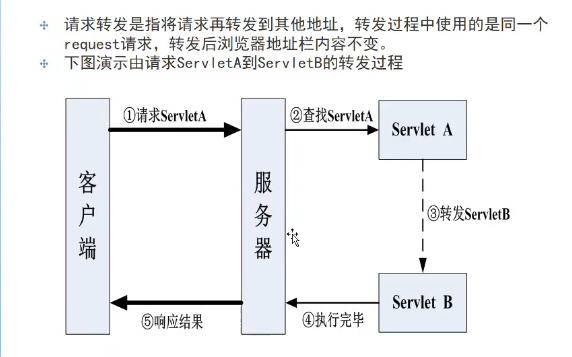 请求转发是指将请求再转发到其他地址，转发过程中使用的是同一个
request请求，转发后浏览器地址栏内容不变。
下图演示由请求ServletA到ServletB的转发过程
①请求ServletA
②查找ServletA
Servlet A
客户端
服务器
③转发ServletB
Servlet B
④执行完毕
⑤响应结果